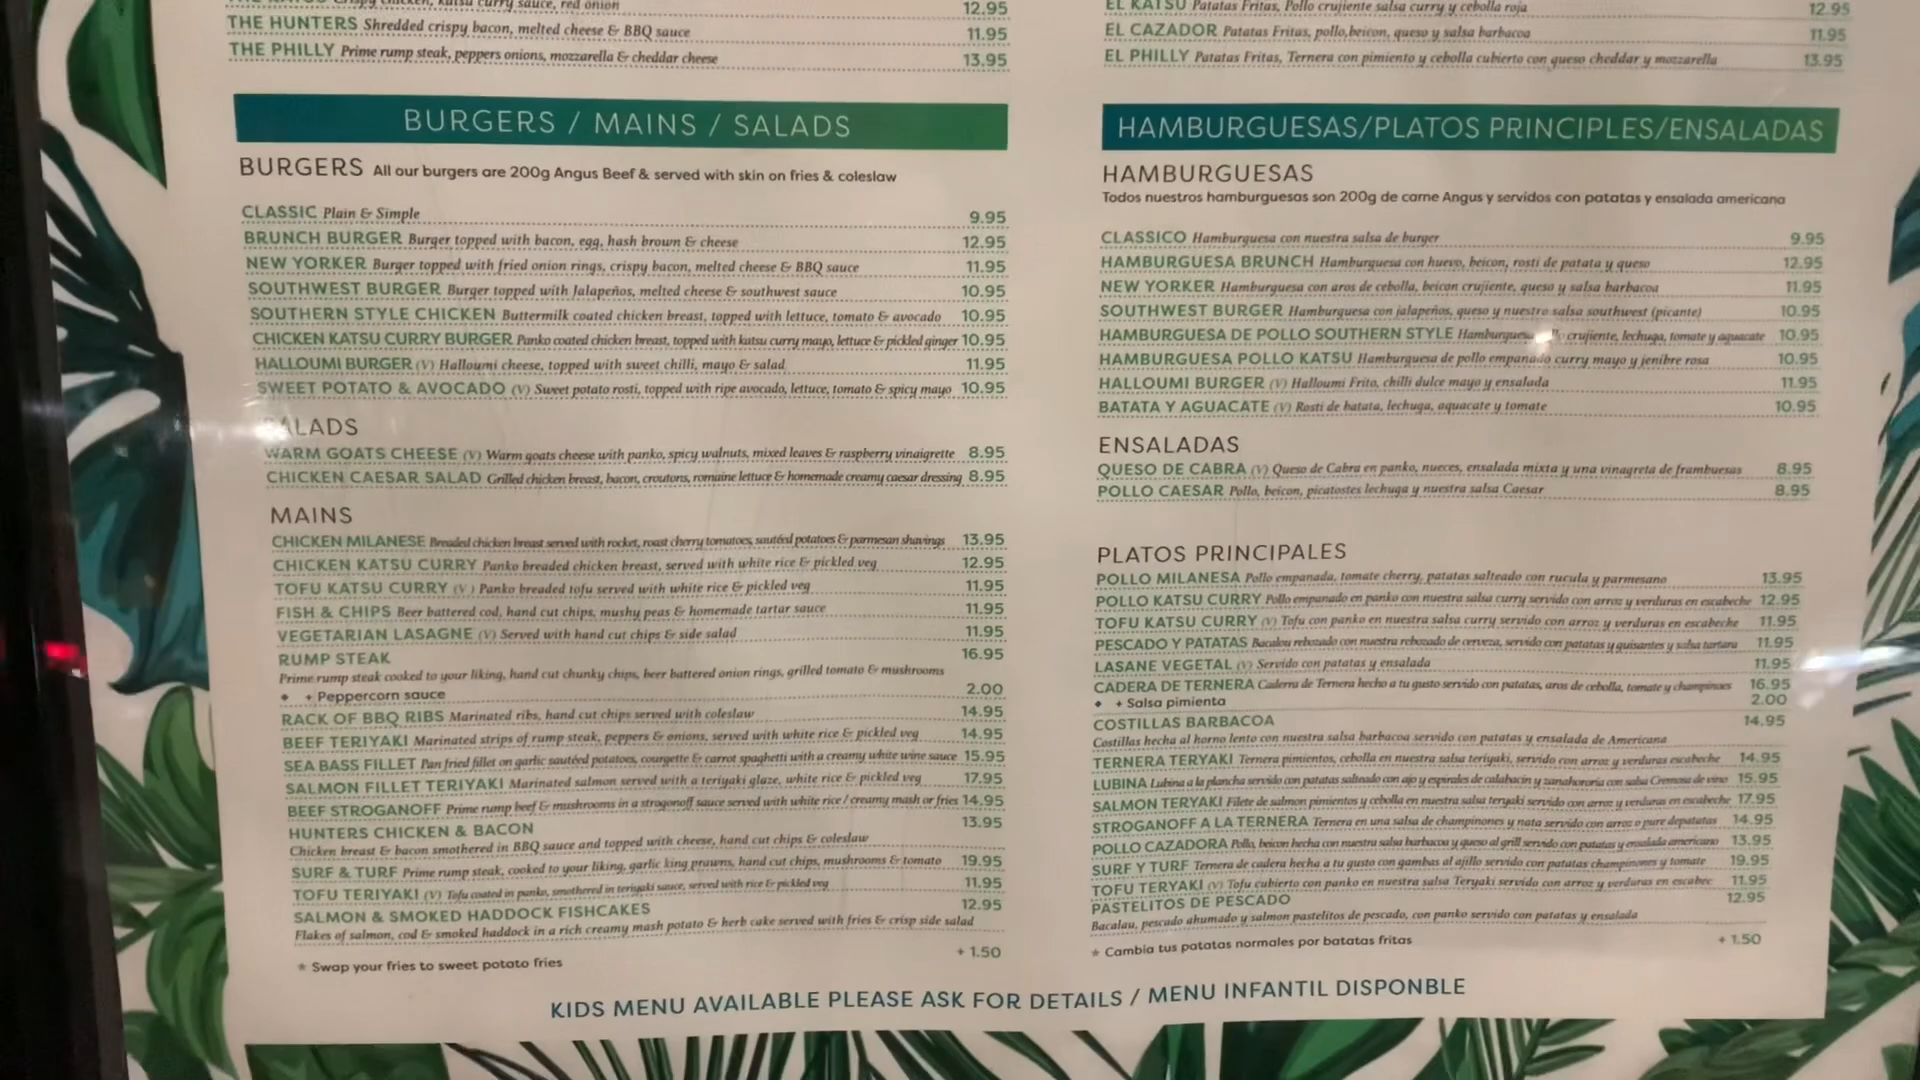 Crispy chicken, katsu curry sauce, red onion 12.95
THE HUNTERS Shredded crispy bacon, melted cheese & BBQ sauce 11.95
THE PHILLY Prime rump steak, peppers onions, mozzarella & cheddar cheese 13.95
BURGERS / MAINS / SALADS
BURGERS All our burgers are 200g Angus Beef & served with skin on fries & coleslaw
CLASSIC Plain & Simple 9.95
BRUNCH BURGER Burger topped with bacon, egg, hash brown & cheese 12.95
NEW YORKER Burger topped with fried onion rings, crispy bacon, melted cheese & BBQ sauce 11.95
SOUTHWEST BURGER Burger topped with Jalapeños, melted cheese & southwest sauce 10.95
SOUTHERN STYLE CHICKEN Buttermilk coated chicken breast, topped with lettuce, tomato & avocado 10.95
CHICKEN KATSU CURRY BURGER Panko coated chicken breast, topped with katsu curry mayo, lettuce & pickled ginger 10.95
HALLOUMI BURGER (V) Halloumi cheese, topped with sweet chilli, mayo & salad 11.95
SWEET POTATO & AVOCADO (V) Sweet potato rosti, topped with ripe avocado, lettuce, tomato & spicy mayo 10.95
SALADS
WARM GOATS CHEESE (V) Warm goats cheese with panko, spicy walnuts, mixed leaves & raspberry vinaigrette 8.95
CHICKEN CAESAR SALAD Grilled chicken breast, bacon, croutons, romaine lettuce & homemade creamy caesar dressing 8.95
MAINS
CHICKEN MILANESE Breaded chicken breast served with rocket, roast cherry tomatoes, sautéed potatoes & parmesan shavings 13.95
CHICKEN KATSU CURRY Panko breaded chicken breast, served with white rice & pickled veg 12.95
TOFU KATSU CURRY (V ) Panko breaded tofu served with white rice & pickled veg 11.95
FISH & CHIPS Beer battered cod, hand cut chips, mushy peas & homemade tartar sauce 11.95
VEGETARIAN LASAGNE (V) Served with hand cut chips & side salad 11.95
RUMP STEAK 16.95
Prime rump steak cooked to your liking, hand cut chunky chips, beer battered onion rings, grilled tomato & mushrooms
◆ + Peppercorn sauce 2.00
RACK OF BBQ RIBS Marinated ribs, hand cut chips served with coleslaw 14.95
BEEF TERIYAKI Marinated strips of rump steak, peppers & onions, served with white rice & pickled veg 14.95
SEA BASS FILLET Pan fried fillet on garlic sautéed potatoes, courgette & carrot spaghetti with a creamy white wine sauce 15.95
SALMON FILLET TERIYAKI Marinated salmon served with a teriyaki glaze, white rice & pickled veg 17.95
BEEF STROGANOFF Prime rump beef & mushrooms in a strogonoff sauce served with white rice / creamy mash or fries 14.95
HUNTERS CHICKEN & BACON 13.95
Chicken breast & bacon smothered in BBQ sauce and topped with cheese, hand cut chips & coleslaw
SURF & TURF Prime rump steak, cooked to your liking, garlic king prawns, hand cut chips, mushrooms & tomato 19.95
TOFU TERIYAKI (V) Tofu coated in panko, smothered in teriyaki sauce, served with rice & pickled veg 11.95
SALMON & SMOKED HADDOCK FISHCAKES 12.95
Flakes of salmon, cod & smoked haddock in a rich creamy mash potato & herb cake served with fries & crisp side salad
* Swap your fries to sweet potato fries + 1.50
EL KATSU Patatas Fritas, Pollo crujiente salsa curry y cebolla roja 12.95
EL CAZADOR Patatas Fritas, pollo,beicon, queso y salsa barbacoa 11.95
EL PHILLY Patatas Fritas, Ternera con pimiento y cebolla cubierto con queso cheddar y mozzarella 13.95
HAMBURGUESAS/PLATOS PRINCIPLES/ENSALADAS
HAMBURGUESAS
Todos nuestros hamburguesas son 200g de carne Angus y servidos con patatas y ensalada americana
CLASSICO Hamburguesa con nuestra salsa de burger 9.95
HAMBURGUESA BRUNCH Hamburguesa con huevo, beicon, rosti de patata y queso 12.95
NEW YORKER Hamburguesa con aros de cebolla, beicon crujiente, queso y salsa barbacoa 11.95
SOUTHWEST BURGER Hamburguesa con jalapeños, queso y nuestro salsa southwest (picante) 10.95
HAMBURGUESA DE POLLO SOUTHERN STYLE crujiente, lechuga, tomate y aguacate 10.95
HAMBURGUESA POLLO KATSU Hamburguesa de pollo empanado curry mayo y jenibre rosa 10.95
HALLOUMI BURGER (V) Halloumi Frito, chilli dulce mayo y ensalada 11.95
BATATA Y AGUACATE (V) Rosti de batata, lechuga, aquacate y tomate 10.95
ENSALADAS
QUESO DE CABRA (V) Queso de Cabra en panko, nueces, ensalada mixta y una vinagreta de frambuesas 8.95
POLLO CAESAR Pollo, beicon, picatostes lechuga y nuestra salsa Caesar 8.95
PLATOS PRINCIPALES
POLLO MILANESA Pollo empanada, tomate cherry, patatas salteado con rucula y parmesano 13.95
POLLO KATSU CURRY Pollo empanado en panko con nuestra salsa curry servido con arroz y verduras en escabeche 12.95
TOFU KATSU CURRY (V) Tofu con panko en nuestra salsa curry servido con arroz y verduras en escabeche 11.95
PESCADO Y PATATAS Bacalou rebozado con nuestra rebozado de cerveza, servido con patatas y guisantes y salsa tartara 11.95
LASANE VEGETAL (V) Servido con patatas y ensalada 11.95
CADERA DE TERNERA Caderra de Ternera hecho a tu gusto servido con patatas, aros de cebolla, tomate y champinoes 16.95
◆ + Salsa pimienta 2.00
COSTILLAS BARBACOA 14.95
Costillas hecha al horno lento con nuestra salsa barbacoa servido con patatas y ensalada de Americana
TERNERA TERYAKI Ternera pimientos, cebolla en nuestra salsa teriyaki, servido con arroz y verduras escabeche 14.95
LUBINA Lubina a la plancha servido con patatas salteado con ajo y espirales de calabacin y zanahororia con salsa Cremosa de vino 15.95
SALMON TERYAKI Filete de salmon pimientos y cebolla en nuestra salsa teryaki servido con arroz y verduras en escabeche 17.95
STROGANOFF A LA TERNERA Ternera en una salsa de champinones y nata servido con arroz o pure depatatas 14.95
POLLO CAZADORA Pollo, beicon hecha con nuestra salsa barbacoa y queso al grill servido con patatas y ensalada americano 13.95
SURF Y TURF Ternera de cadera hecha a tu gusto con gambas al ajillo servido con patatas champinones y tomate 19.95
TOFU TERYAKI (V) Tofu cubierto con panko en nuestra salsa Teryaki servido con arroz y verduras en escabec 11.95
PASTELITOS DE PESCADO 12.95
Bacalau, pescado ahumado y salmon pastelitos de pescado, con panko servido con patatas y ensalada
* Cambia tus patatas normales por batatas fritas + 1.50
KIDS MENU AVAILABLE PLEASE ASK FOR DETAILS / MENU INFANTIL DISPONBLE